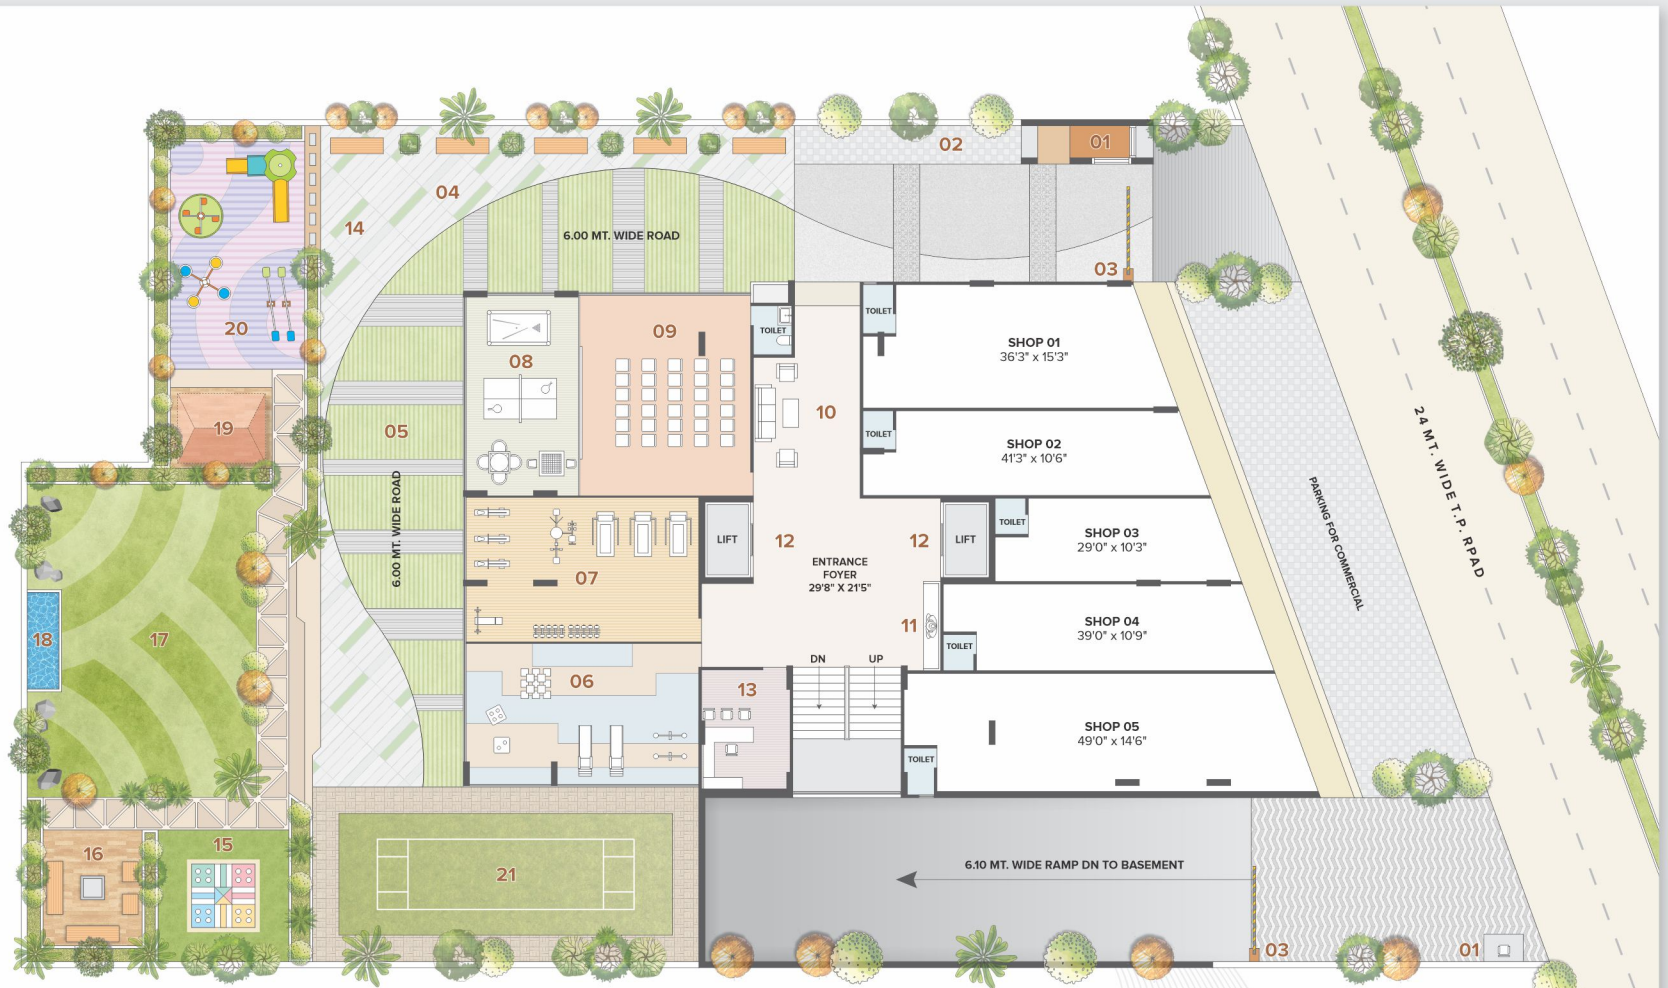 01
02
04
14
6.00 MT. WIDE ROAD
03
TOILET
TOILET
20
09
08
SHOP 01
36'3" x 15'3"
10
19
05
TOILET
SHOP 02
41'3" x 10'6"
24 MT. WIDE T.P. RPAD
PARKING FOR COMMERCIAL
6.00 MT. WIDE ROAD
LIFT
12
12
LIFT
TOILET
SHOP 03
29'0" x 10'3"
ENTRANCE
FOYER
29'8" X 21'5"
07
18
17
11
SHOP 04
39'0" x 10'9"
TOILET
DN
UP
06
13
SHOP 05
49'0" x 14'6"
TOILET
16
15
21
6.10 MT. WIDE RAMP DN TO BASEMENT
03
01